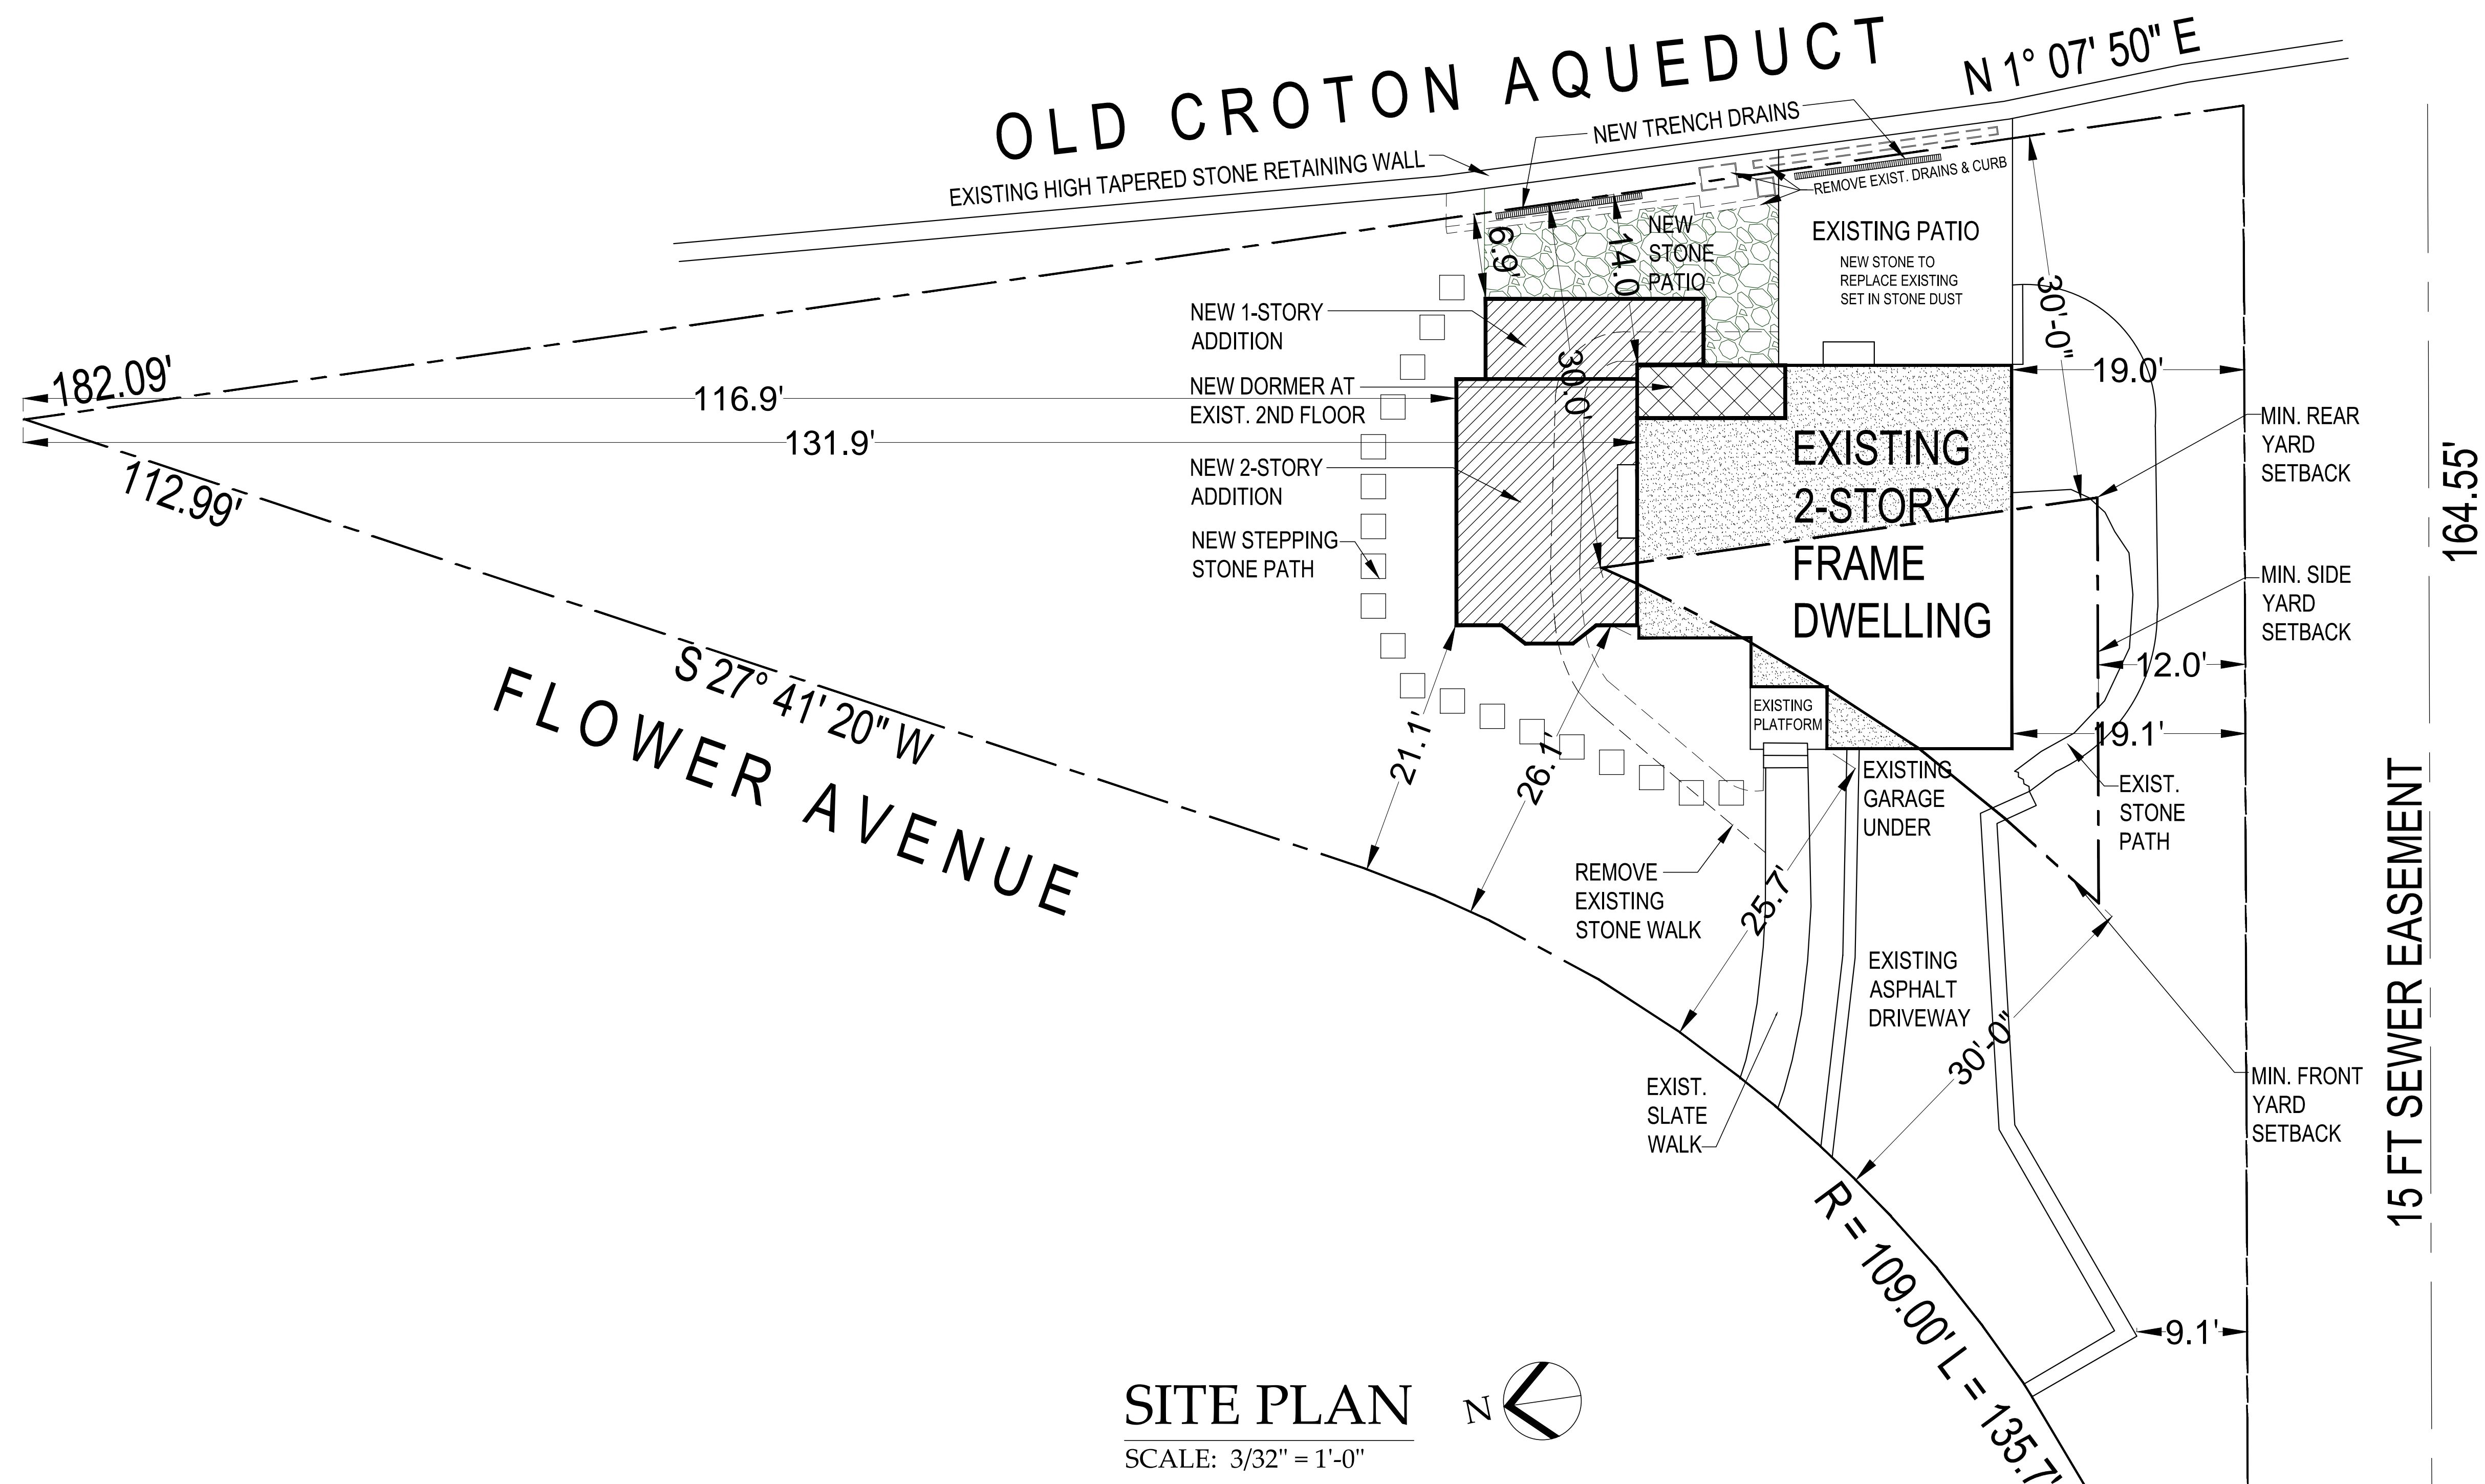 OLD CROTON AQUEDUCT
N 1° 07' 50" E
NEW TRENCH DRAINS
EXISTING HIGH TAPERED STONE RETAINING WALL
REMOVE EXIST. DRAINS & CURB
6.9'
14.0'
NEW
STONE
PATIO
EXISTING PATIO
NEW STONE TO
REPLACE EXISTING
SET IN STONE DUST
30'-0"
NEW 1-STORY
ADDITION
30.0'
182.09'
116.9'
131.9'
112.99'
NEW DORMER AT
EXIST. 2ND FLOOR
19.0'
NEW 2-STORY
ADDITION
NEW STEPPING
STONE PATH
EXISTING
2-STORY
FRAME
DWELLING
MIN. REAR
YARD
SETBACK
164.55'
MIN. SIDE
YARD
SETBACK
12.0'
19.1'
S 27° 41' 20" W
FLOWER AVENUE
21.1'
26.1'
EXISTING
PLATFORM
EXISTING
GARAGE
UNDER
EXIST.
STONE
PATH
15 FT SEWER EASEMENT
REMOVE
EXISTING
STONE WALK
25.7'
EXISTING
ASPHALT
DRIVEWAY
30'-0"
EXIST.
SLATE
WALK
MIN. FRONT
YARD
SETBACK
R = 109.00' L = 135.7'
9.1'
SITE PLAN
N
SCALE: 3/32" = 1'-0"